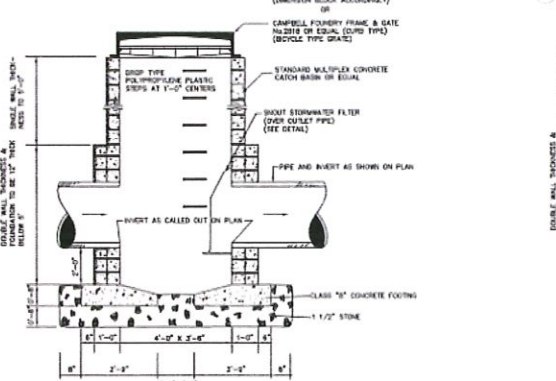 OR
CAMPBELL FOUNDRY FRAME & GATE
No.2618 OR EQUAL (CURB TYPE)
(BICYCLE TYPE GRATE)
DROP TYPE
POLYPROPYLENE PLASTIC
STEPS AT 1'-0" CENTERS
STANDARD MULTIPLEX CONCRETE
CATCH BASIN OR EQUAL
SNOUT STORMWATER FILTER
(OVER OUTLET PIPE)
(SEE DETAIL)
PIPE AND INVERT AS SHOWN ON PLAN
INVERT AS CALLED OUT ON PLAN
SINGLE WALL THICK-
NESS TO 5'-0"
DOUBLE WALL THICKNESS &
FOUNDATION TO BE 12" THICK
BELOW 5'
DOUBLE WALL THICKNESS &
2'-0"
CLASS "B" CONCRETE FOOTING
1 1/2" STONE
6" 1'-0" 4'-0" X 3'-6" 1'-0" 6"
6" 2'-9" 2'-9" 6"